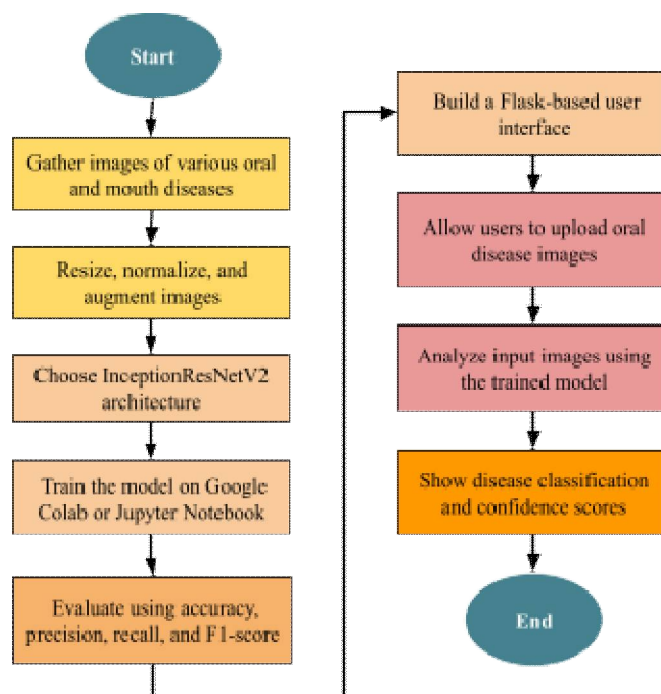 Start
Gather images of various oral
and mouth diseases
Resize, normalize, and
augment images
Choose InceptionResNetV2
architecture
Train the model on Google
Colab or Jupyter Notebook
Evaluate using accuracy,
precision, recall, and F1-score
Build a Flask-based user
interface
Allow users to upload oral
disease images
Analyze input images using
the trained model
Show disease classification
and confidence scores
End